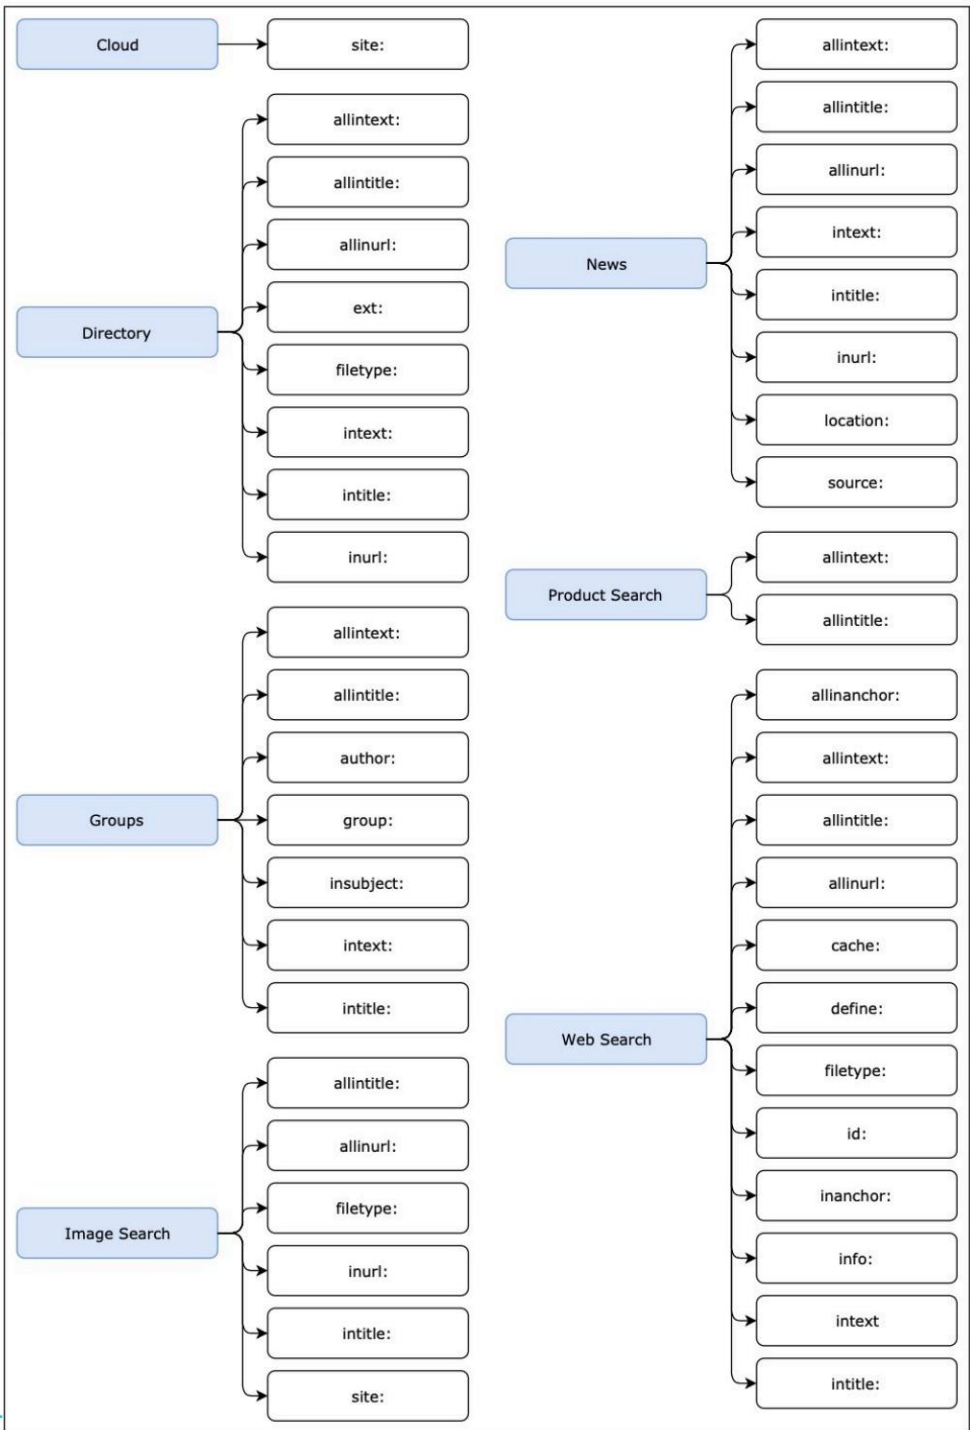 Cloud
site:
Directory
allintext:
allintitle:
allinurl:
ext:
filetype:
intext:
intitle:
inurl:
Groups
allintext:
allintitle:
author:
group:
insubject:
intext:
intitle:
Image Search
allintitle:
allinurl:
filetype:
inurl:
intitle:
site:
News
allintext:
allintitle:
allinurl:
intext:
intitle:
inurl:
location:
source:
Product Search
allintext:
allintitle:
Web Search
allinanchor:
allintext:
allintitle:
allinurl:
cache:
define:
filetype:
id:
inanchor:
info:
intext
intitle: